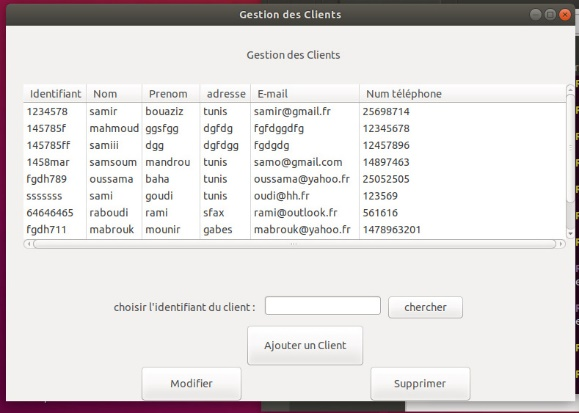 Gestion des Clients
Gestion des Clients
Identifiant Nom Prenom adresse E-mail Num téléphone
1234578 samir bouaziz tunis samir@gmail.fr 25698714
145785f mahmoud ggsfgg dgfdg fgfdggdfg 12345678
145785ff samiii dgg dgfdgg fgdgdg 12457896
1458mar samsoum mandrou tunis samo@gmail.com 14897463
fgdh789 oussama baha tunis oussama@yahoo.fr 25052505
sssssss sami goudi tunis oudi@hh.fr 123569
64646465 raboudi rami sfax rami@outlook.fr 561616
fgdh711 mabrouk mounir gabes mabrouk@yahoo.fr 1478963201
choisir l'identifiant du client : chercher
Ajouter un Client
Modifier Supprimer